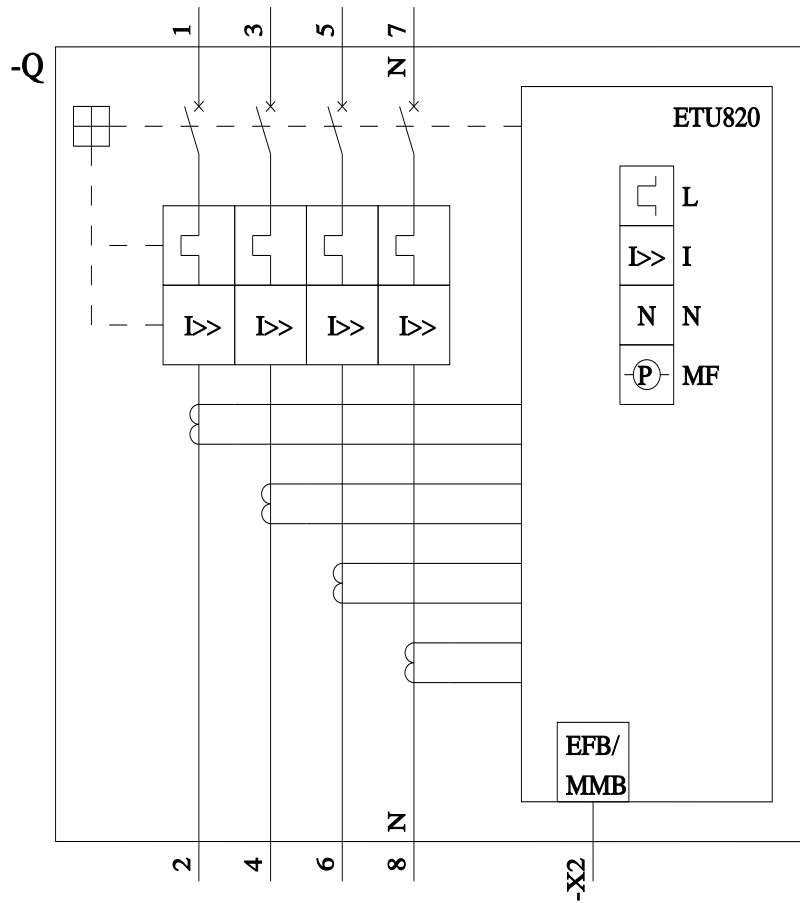 1 3 5 7
-Q
N
ETU820
L
I>> I
N N
P MF
I>> I>> I>> I>>
EFB/
MMB
N
2 4 6 8
-X2